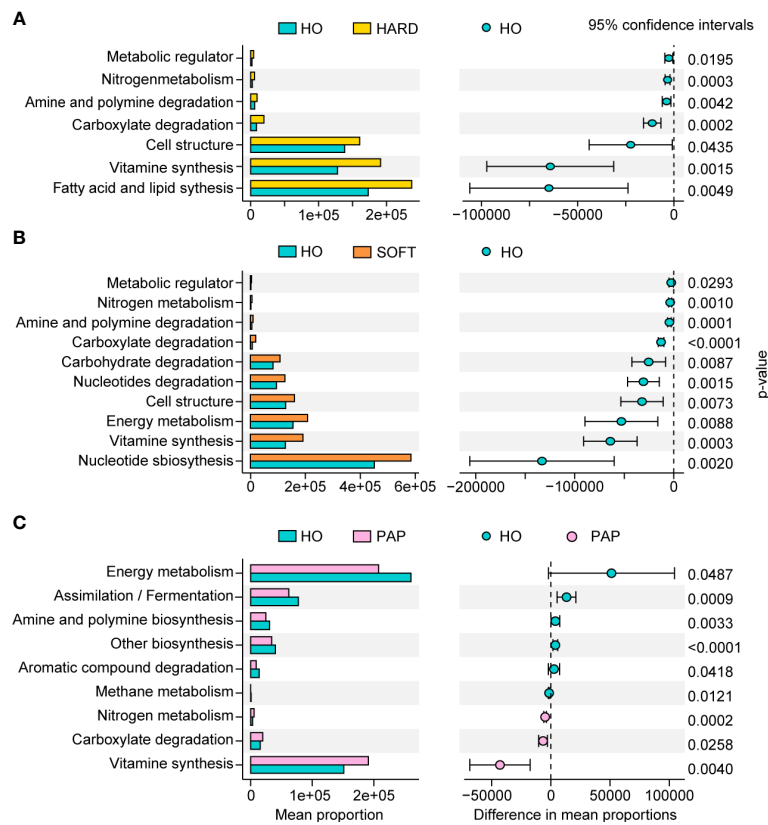 A
HO HARD HO 95% confidence intervals
Metabolic regulator 0.0195
Nitrogenmetabolism 0.0003
Amine and polymine degradation 0.0042
Carboxylate degradation 0.0002
Cell structure 0.0435
Vitamine synthesis 0.0015
Fatty acid and lipid sythesis 0.0049
0 1e+05 2e+05 −100000 −50000 0
B
HO SOFT HO
Metabolic regulator 0.0293
Nitrogen metabolism 0.0010
Amine and polymine degradation 0.0001
Carboxylate degradation <0.0001
Carbohydrate degradation 0.0087
Nucleotides degradation 0.0015
Cell structure 0.0073
Energy metabolism 0.0088
Vitamine synthesis 0.0003
Nucleotide sbiosythesis 0.0020
0 2e+05 4e+05 6e+05 −200000 −100000 0
p-value
C
HO PAP HO PAP
Energy metabolism 0.0487
Assimilation / Fermentation 0.0009
Amine and polymine biosynthesis 0.0033
Other biosynthesis <0.0001
Aromatic compound degradation 0.0418
Methane metabolism 0.0121
Nitrogen metabolism 0.0002
Carboxylate degradation 0.0258
Vitamine synthesis 0.0040
0 1e+05 2e+05 −50000 0 50000 100000
Mean proportion Difference in mean proportions